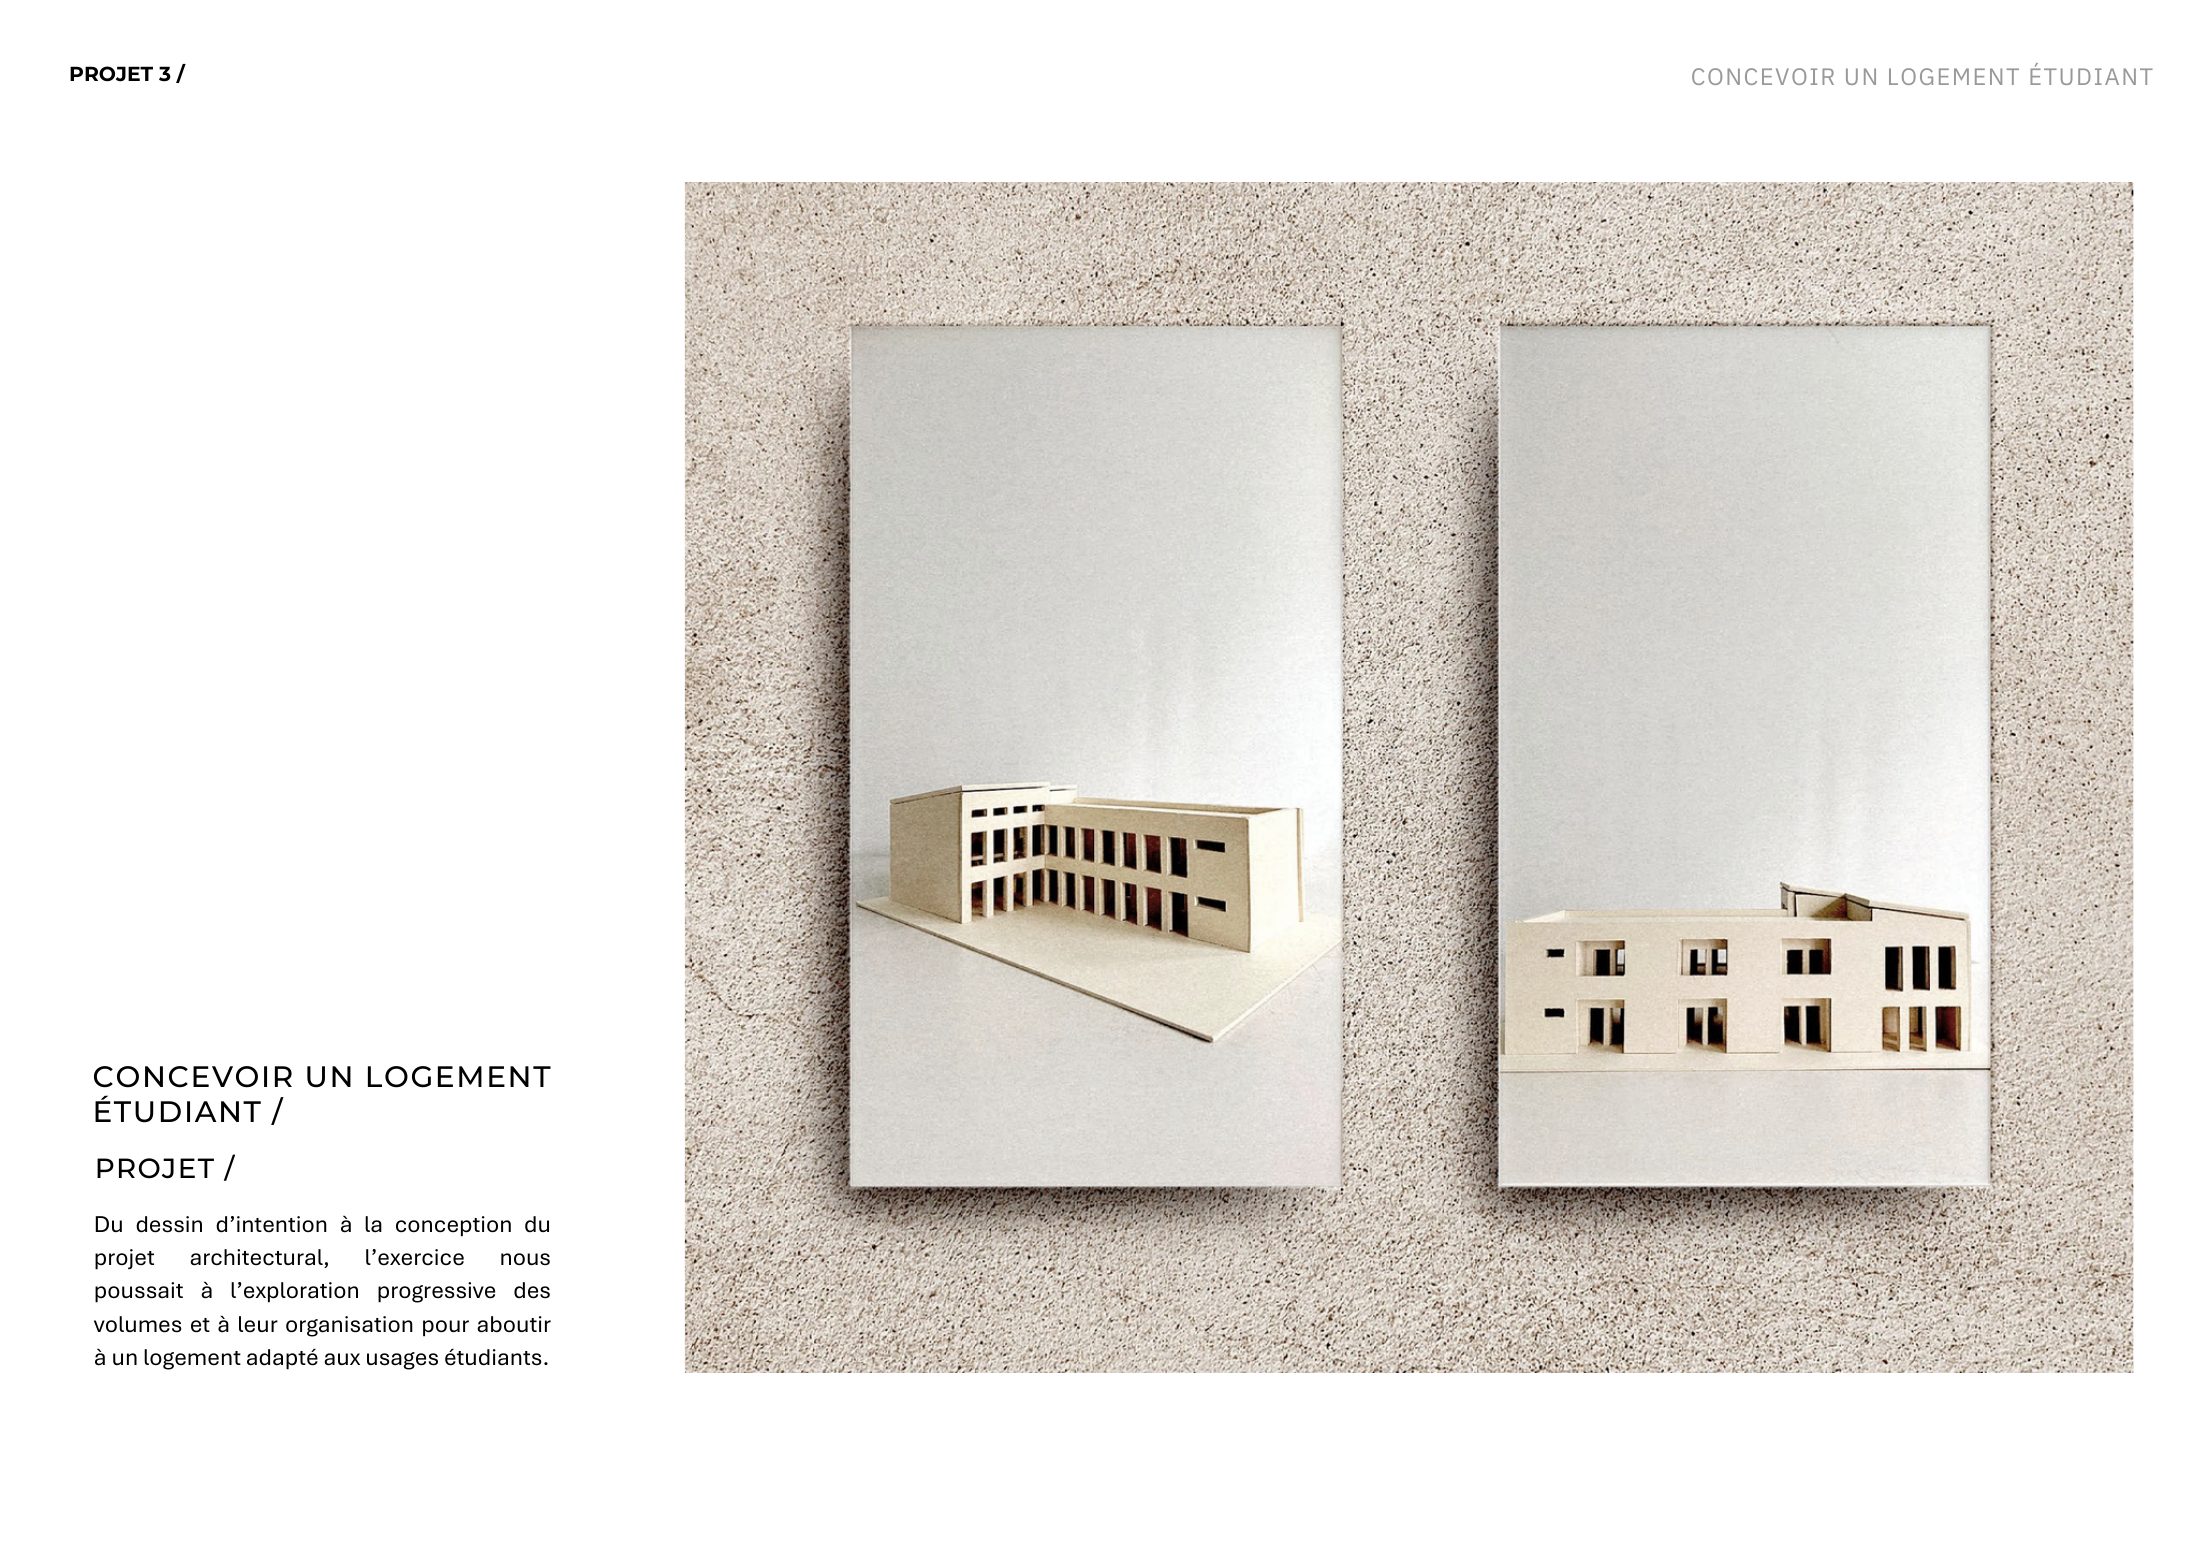 PROJET 3 /
CONCEVOIR UN LOGEMENT ÉTUDIANT
CONCEVOIR UN LOGEMENT
ÉTUDIANT /
PROJET /
Du dessin d’intention à la conception du
projet architectural, l’exercice nous
poussait à l’exploration progressive des
volumes et à leur organisation pour aboutir
à un logement adapté aux usages étudiants.